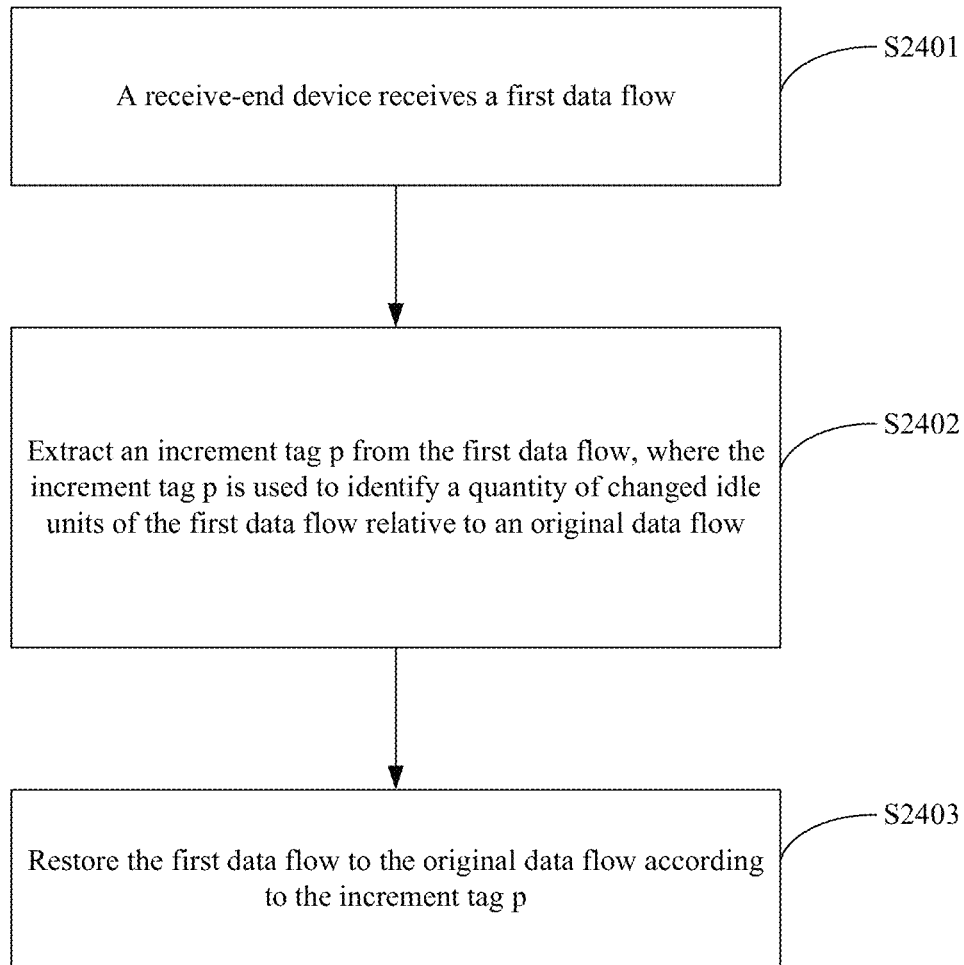 A receive-end device receives a first data flow
S2401
Extract an increment tag p from the first data flow, where the
increment tag p is used to identify a quantity of changed idle
units of the first data flow relative to an original data flow
S2402
Restore the first data flow to the original data flow according
to the increment tag p
S2403